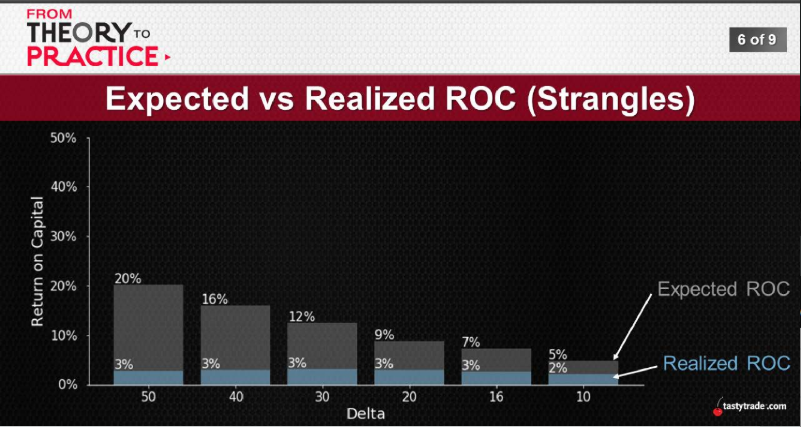 FROM
THEORY TO
PRACTICE
6 of 9
Expected vs Realized ROC (Strangles)
50%
40%
30%
20%
10%
0%
Return on Capital
20%
16%
12%
9%
7%
5%
3%
3%
3%
3%
3%
2%
Expected ROC
Realized ROC
50 40 30 20 16 10
Delta
tastytrade.com